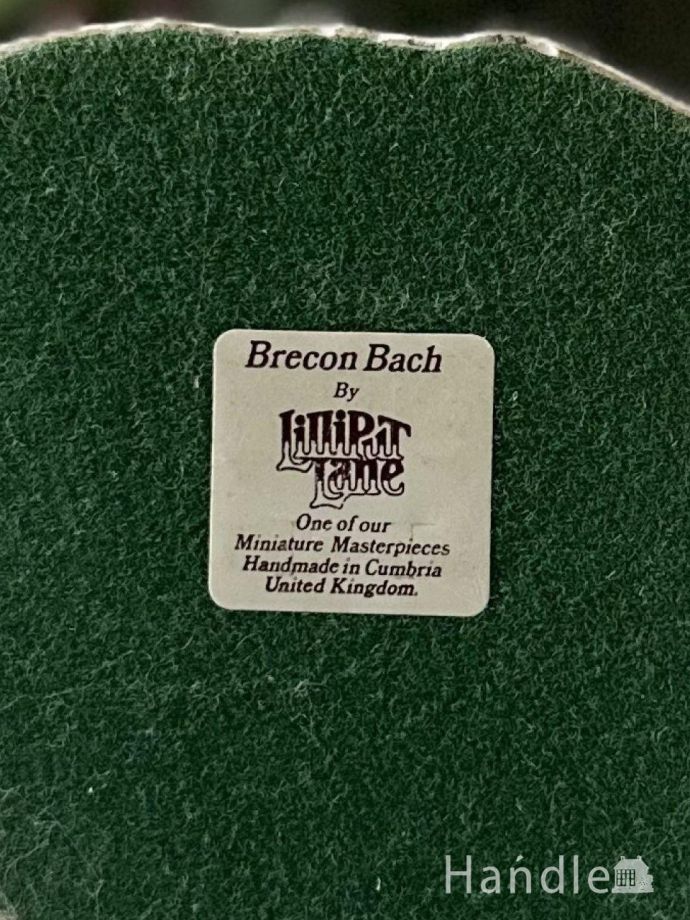 Brecon Bach
By
LilliPuT
Lane
One of our
Miniature Masterpieces
Handmade in Cumbria
United Kingdom.
Handle